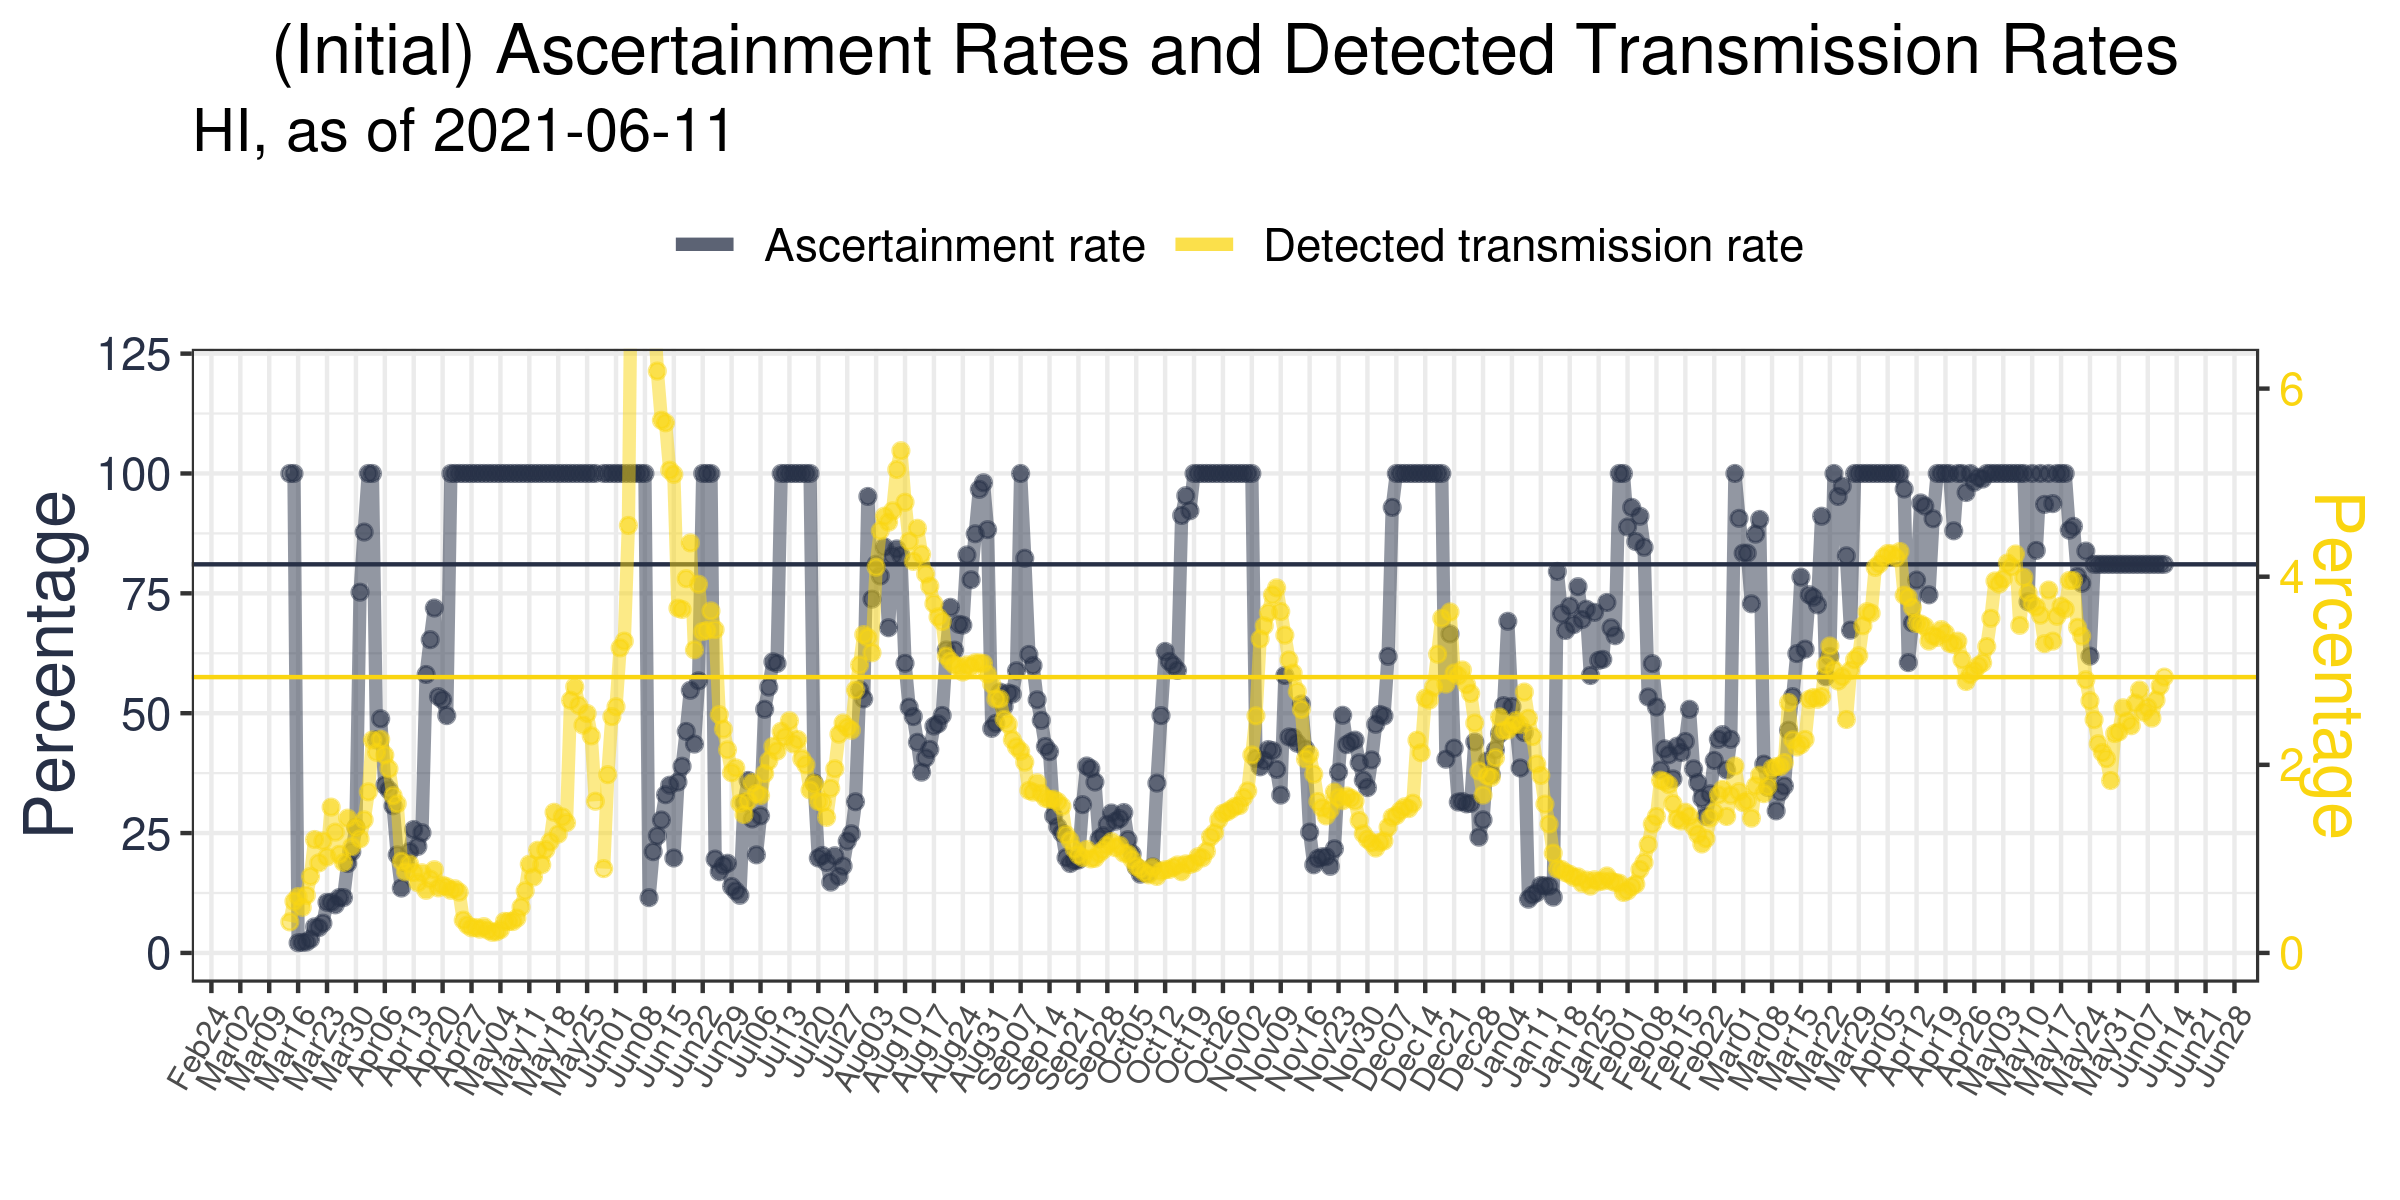 (Initial) Ascertainment Rates and Detected Transmission Rates
HI, as of 2021-06-11
Ascertainment rate
Detected transmission rate
Percentage
125
100
75
50
25
0
6
4
2
0
Percentage
Feb24
Mar02
Mar09
Mar16
Mar23
Mar30
Apr06
Apr13
Apr20
Apr27
May04
May11
May18
May25
Jun01
Jun08
Jun15
Jun22
Jun29
Jul06
Jul13
Jul20
Jul27
Aug03
Aug10
Aug17
Aug24
Aug31
Sep07
Sep14
Sep21
Sep28
Oct05
Oct12
Oct19
Oct26
Nov02
Nov09
Nov16
Nov23
Nov30
Dec07
Dec14
Dec21
Dec28
Jan04
Jan11
Jan18
Jan25
Feb01
Feb08
Feb15
Feb22
Mar01
Mar08
Mar15
Mar22
Mar29
Apr05
Apr12
Apr19
Apr26
May03
May10
May17
May24
May31
Jun07
Jun14
Jun21
Jun28